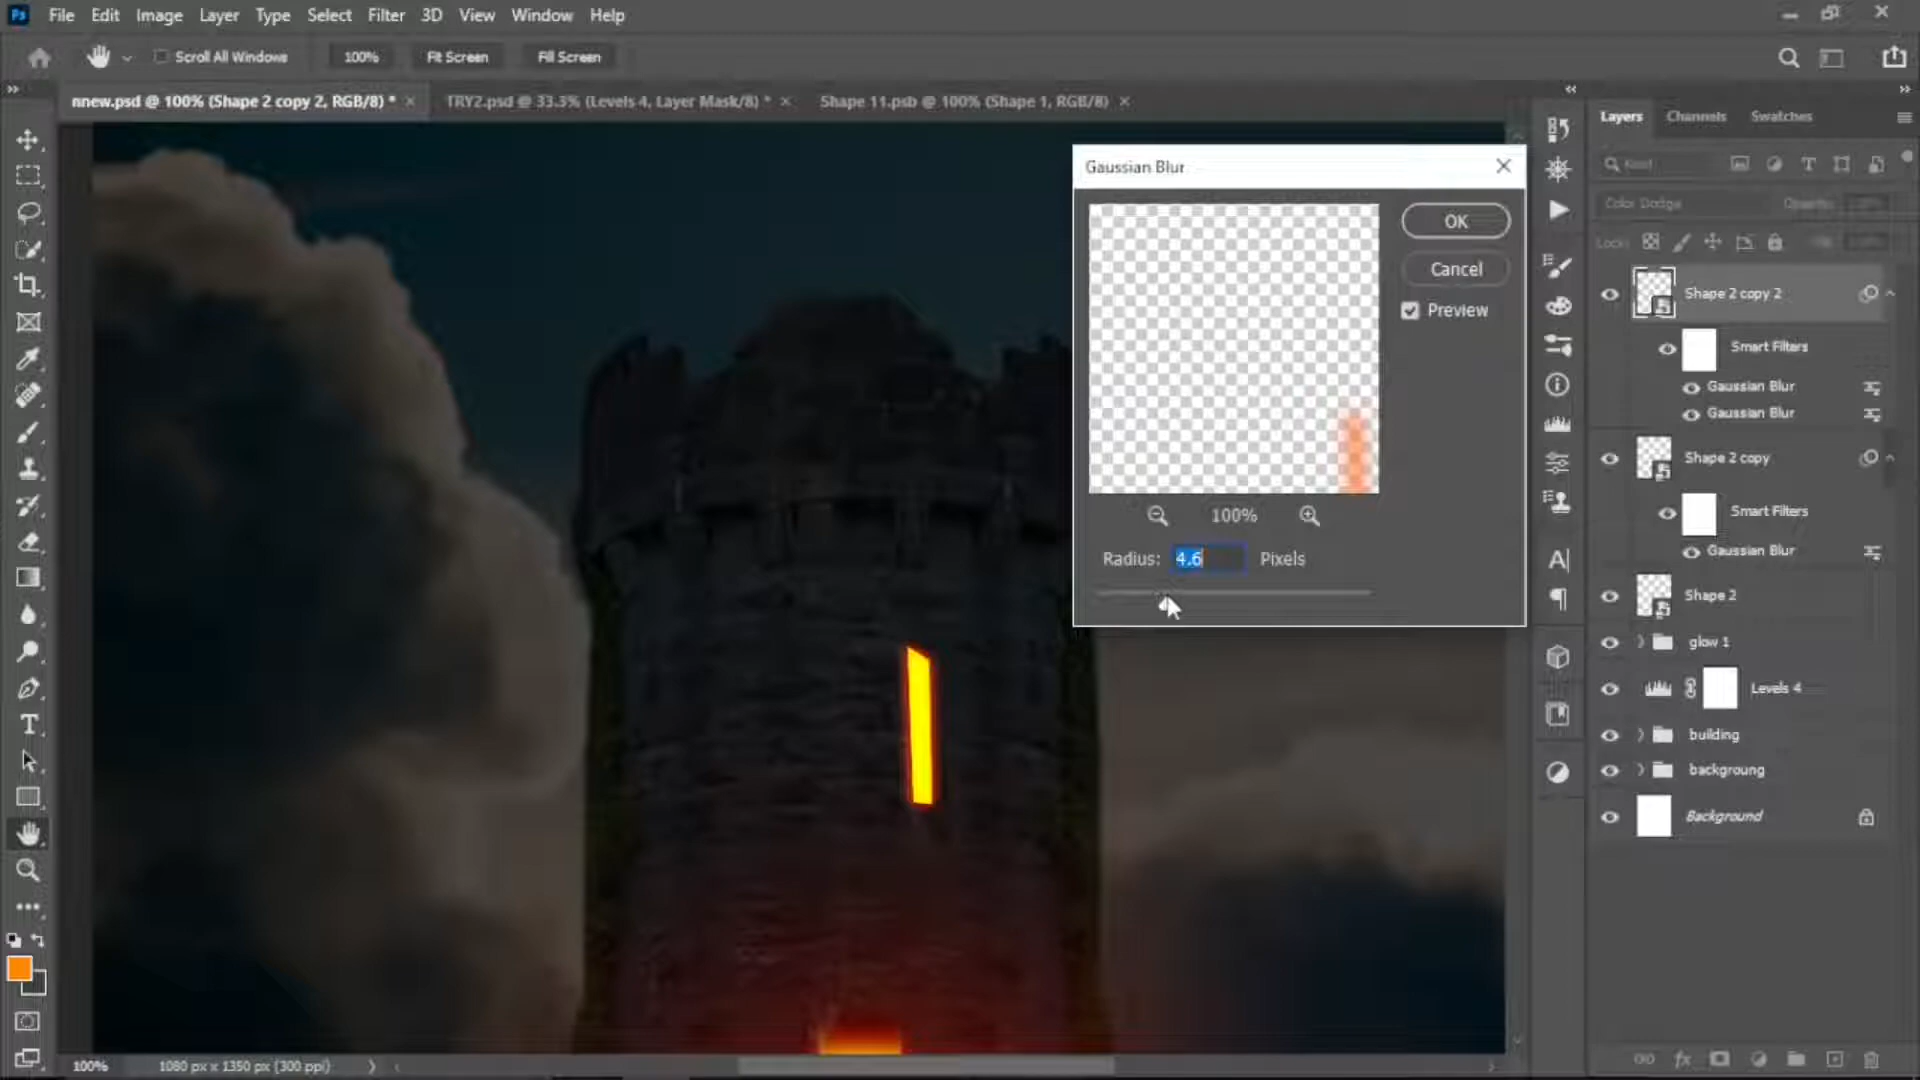 Ps File Edit Image Layer Type Select Filter 3D View Window Help
Scroll All Windows 100% Fit Screen Fill Screen
nnew.psd @ 100% (Shape 2 copy 2, RGB/8) * × TRY2.psd @ 33.3% (Levels 4, Layer Mask/8) * × Shape 11.psb @ 100% (Shape 1, RGB/8) ×
Layers Channels Swatches
Kind
Color Dodge Opacity:
Lock:
Gaussian Blur
OK
Cancel
Preview
100%
Radius: 4.6 Pixels
Shape 2 copy 2
Smart Filters
Gaussian Blur
Gaussian Blur
Shape 2 copy
Smart Filters
Gaussian Blur
Shape 2
glow 1
Levels 4
building
backgroung
Background
100% 1080 px x 1350 px (300 ppi)